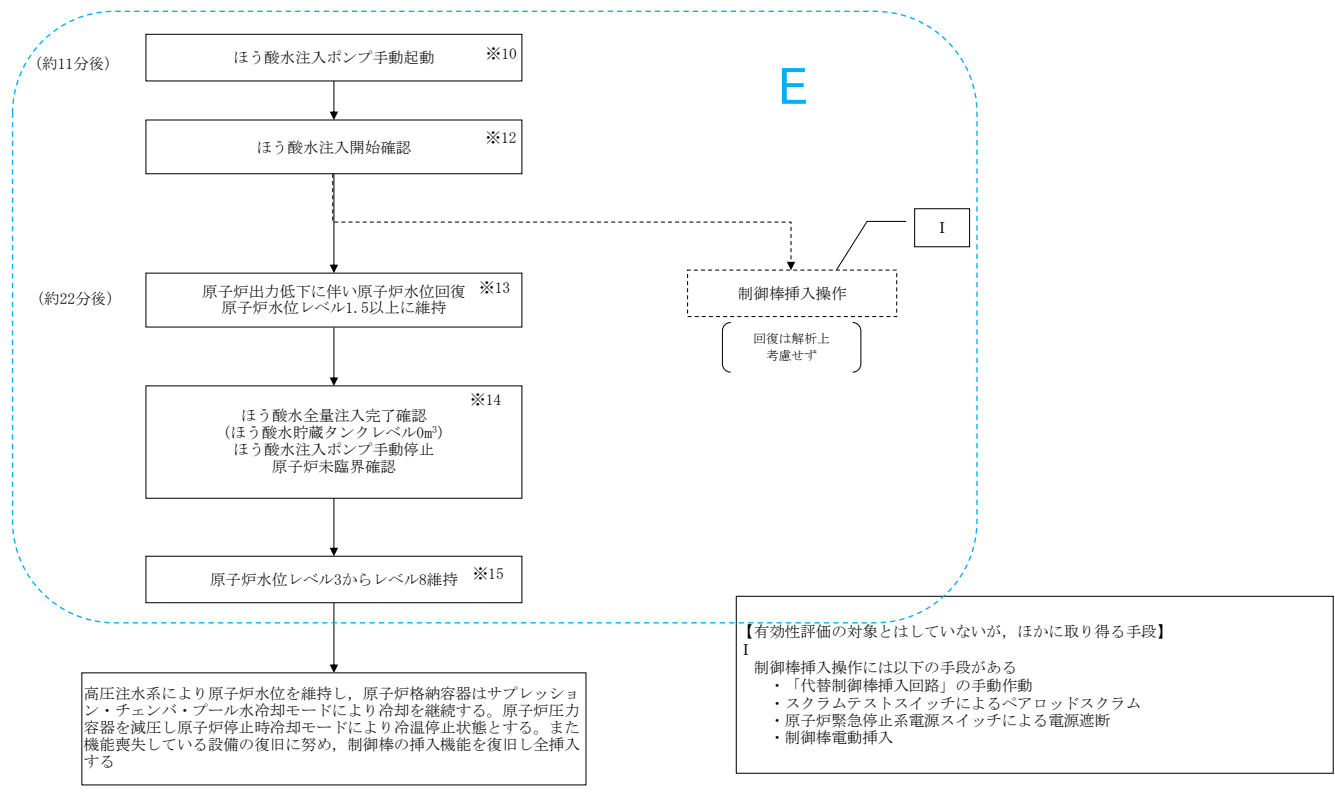 E
(約11分後)
ほう酸水注入ポンプ手動起動 ※10
ほう酸水注入開始確認 ※12
I
(約22分後)
原子炉出力低下に伴い原子炉水位回復 ※13
原子炉水位レベル1.5以上に維持
制御棒挿入操作
回復は解析上
考慮せず
※14
ほう酸水全量注入完了確認
(ほう酸水貯蔵タンクレベル0m³)
ほう酸水注入ポンプ手動停止
原子炉未臨界確認
原子炉水位レベル3からレベル8維持 ※15
高圧注水系により原子炉水位を維持し，原子炉格納容器はサプレッショ
ン・チェンバ・プール水冷却モードにより冷却を継続する。原子炉圧力
容器を減圧し原子炉停止時冷却モードにより冷温停止状態とする。また
機能喪失している設備の復旧に努め，制御棒の挿入機能を復旧し全挿入
する
【有効性評価の対象とはしていないが，ほかに取り得る手段】
I
制御棒挿入操作には以下の手段がある
・「代替制御棒挿入回路」の手動作動
・スクラムテストスイッチによるペアロッドスクラム
・原子炉緊急停止系電源スイッチによる電源遮断
・制御棒電動挿入